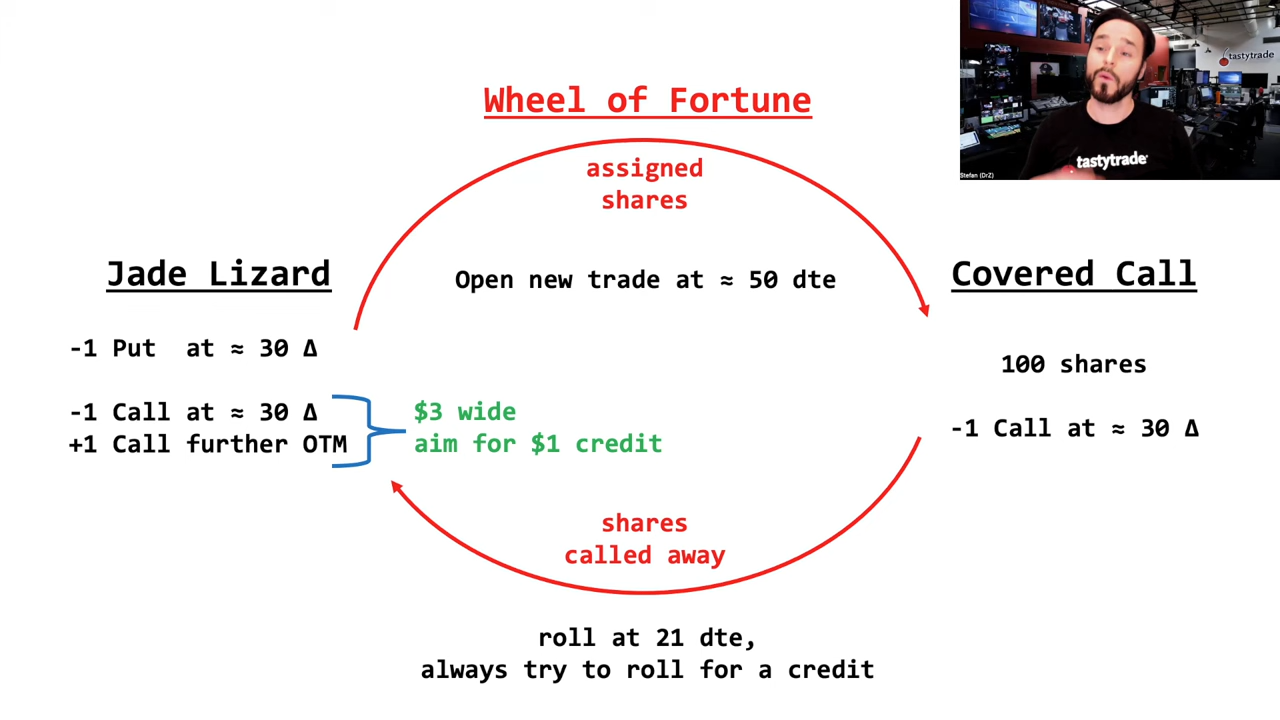 Wheel of Fortune
tastytrade
tastytrade
Stefan (DrZ)
assigned
shares
Jade Lizard
Open new trade at ≈ 50 dte
Covered Call
-1 Put  at ≈ 30 Δ
100 shares
-1 Call at ≈ 30 Δ
+1 Call further OTM
$3 wide
aim for $1 credit
-1 Call at ≈ 30 Δ
shares
called away
roll at 21 dte,
always try to roll for a credit